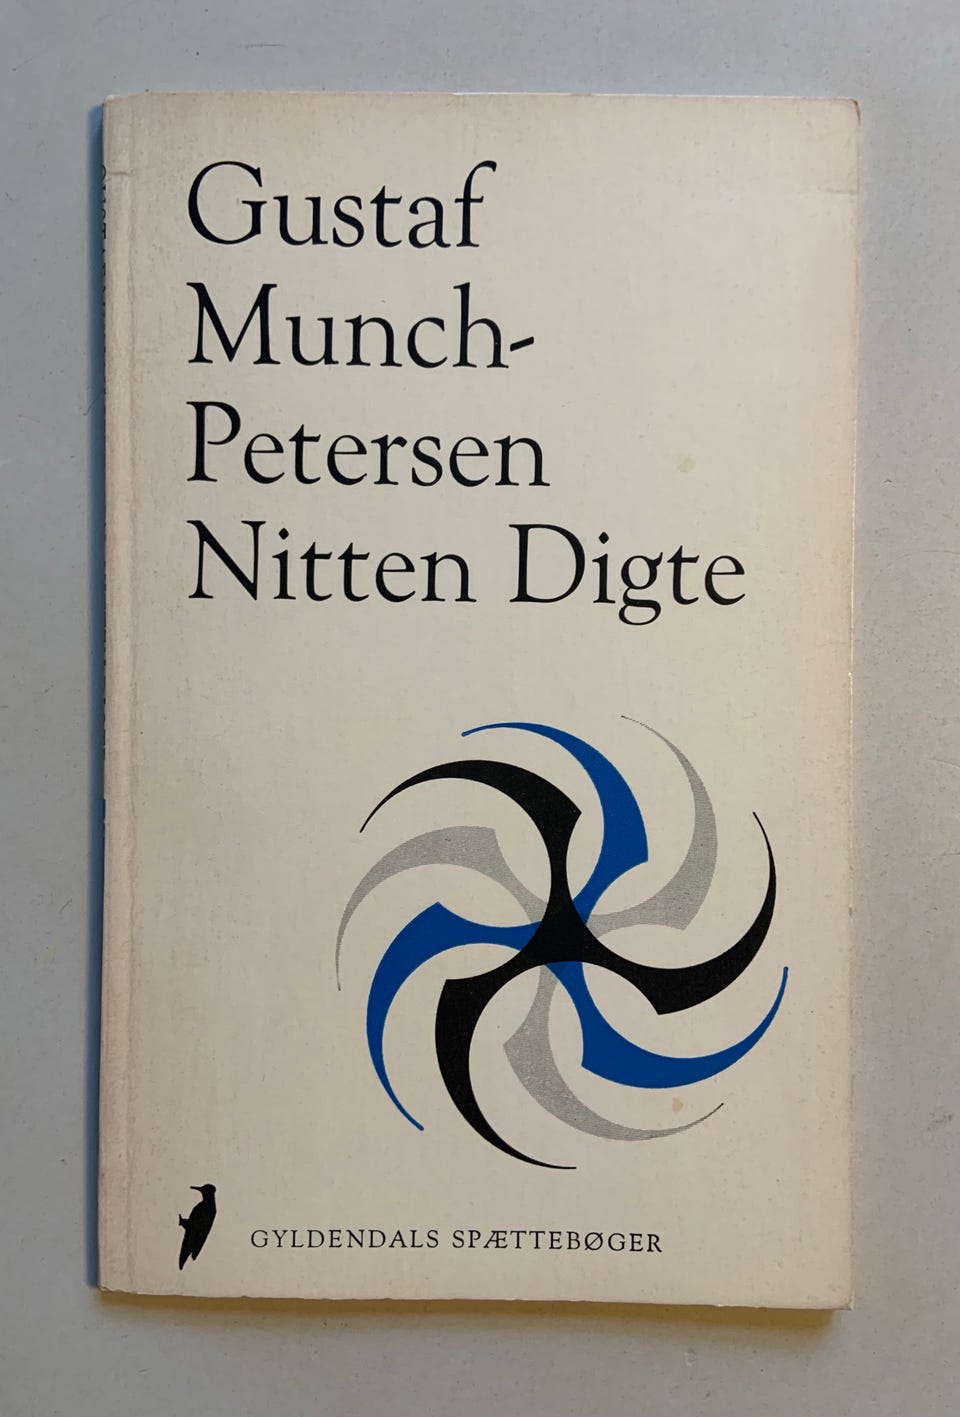 Gustaf
Munch-
Petersen
Nitten Digte
GYLDENDALS SPÆTTEBØGER